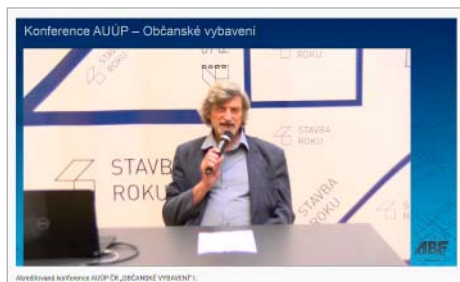 Konference AUÚP – Občanské vybavení
STAVBA
ROKU
STAVBA
ROKU
STAVBA
ROKU
ABF
Akreditovaná konference AUÚP ČR „OBČANSKÉ VYBAVENÍ“ I.